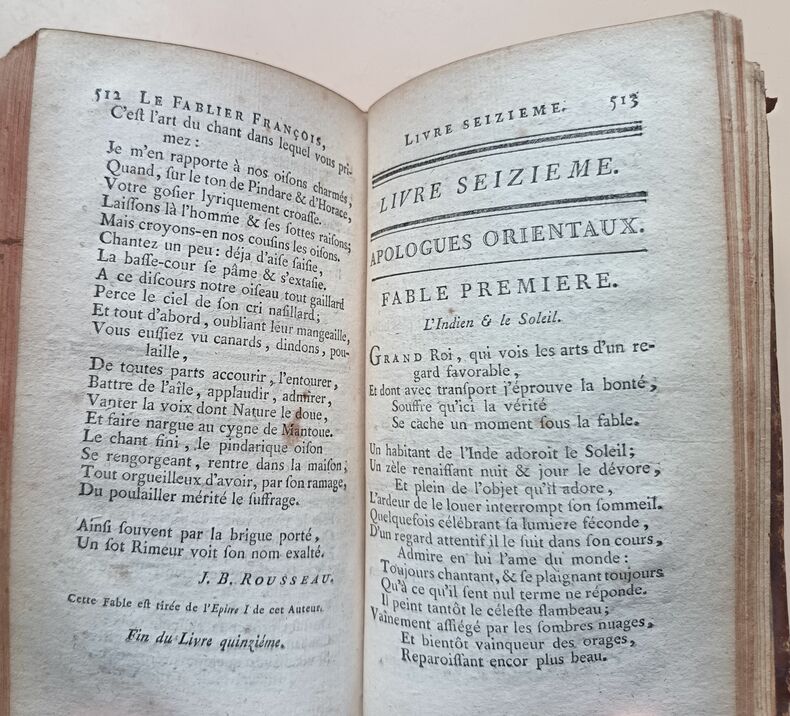 512 LE FABLIER FRANÇOIS,
C'eſt l'art du chant dans lequel vous pri-
mez :
Je m'en rapporte à nos oiſons charmés,
Quand, ſur le ton de Pindare & d'Horace,
Votre goſier lyriquement croaſſe.
Laiſſons là l'homme & ſes ſottes raiſons;
Mais croyons-en nos couſins les oiſons.
Chantez un peu : déja d'aiſe ſaiſie,
La baſſe-cour ſe pâme & s'extaſie.
A ce diſcours notre oiſeau tout gaillard
Perce le ciel de ſon cri naſillard;
Et tout d'abord, oubliant leur mangeaille,
Vous euſſiez vu canards, dindons, pou-
laille,
De toutes parts accourir, l'entourer,
Battre de l'aîle, applaudir, admirer,
Vanter la voix dont Nature le doue,
Et faire nargue au cygne de Mantoue.
Le chant fini, le pindarique oiſon
Se rengorgeant, rentre dans la maiſon;
Tout orgueilleux d'avoir, par ſon ramage,
Du poulailler mérité le ſuffrage.
Ainſi ſouvent par la brigue porté,
Un ſot Rimeur voit ſon nom exalté.
J. B. ROUSSEAU.
Cette Fable eſt tirée de l'Epitre I de cet Auteur.
Fin du Livre quinziéme.
LIVRE SEIZIEME. 513
LIVRE SEIZIEME.
APOLOGUES ORIENTAUX.
FABLE PREMIERE.
L'Indien & le Soleil.
GRAND Roi, qui vois les arts d'un re-
gard favorable,
Et dont avec tranſport j'éprouve la bonté,
Souffre qu'ici la vérité
Se cache un moment ſous la fable.
Un habitant de l'Inde adoroit le Soleil;
Un zèle renaiſſant nuit & jour le dévore,
Et plein de l'objet qu'il adore,
L'ardeur de le louer interrompt ſon ſommeil.
Quelquefois célébrant ſa lumiere féconde,
D'un regard attentif il le ſuit dans ſon cours,
Admire en lui l'ame du monde :
Toujours chantant, & ſe plaignant toujours
Qu'à ce qu'il ſent nul terme ne réponde.
Il peint tantôt le céleſte flambeau;
Vainement aſſiégé par les ſombres nuages,
Et bientôt vainqueur des orages,
Reparoiſſant encor plus beau.